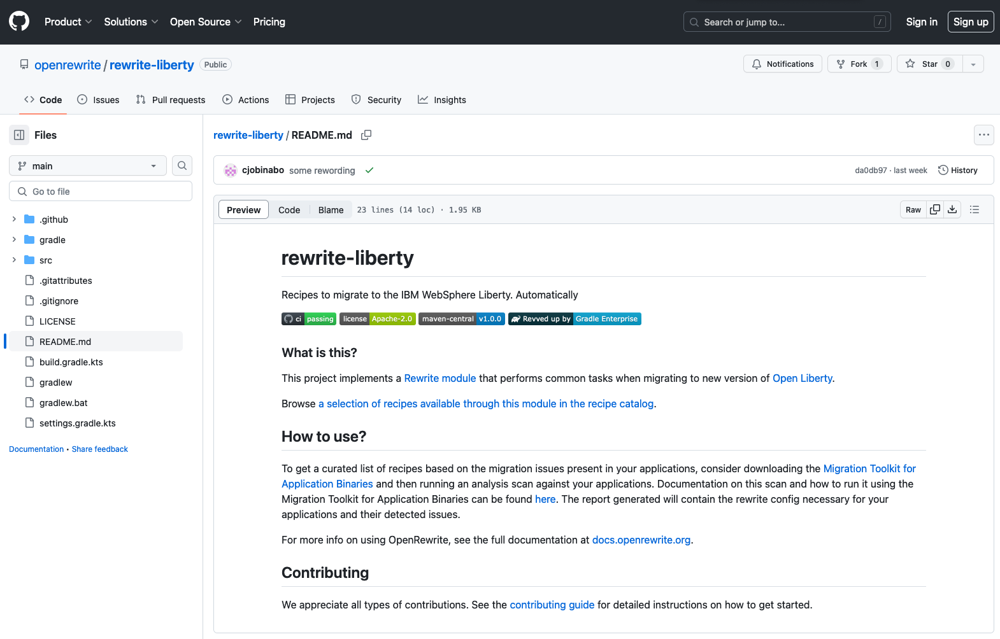 Product Solutions Open Source Pricing Search or jump to... / Sign in Sign up
openrewrite / rewrite-liberty Public Notifications Fork 1 Star 0
Code Issues Pull requests Actions Projects Security Insights
Files
main
Go to file
.github
gradle
src
.gitattributes
.gitignore
LICENSE
README.md
build.gradle.kts
gradlew
gradlew.bat
settings.gradle.kts
Documentation • Share feedback
rewrite-liberty / README.md
cjobinabo some rewording da0db97 · last week History
Preview Code Blame 23 lines (14 loc) · 1.95 KB Raw
rewrite-liberty
Recipes to migrate to the IBM WebSphere Liberty. Automatically
ci passing license Apache-2.0 maven-central v1.0.0 Revved up by Gradle Enterprise
What is this?
This project implements a Rewrite module that performs common tasks when migrating to new version of Open Liberty.
Browse a selection of recipes available through this module in the recipe catalog.
How to use?
To get a curated list of recipes based on the migration issues present in your applications, consider downloading the Migration Toolkit for
Application Binaries and then running an analysis scan against your applications. Documentation on this scan and how to run it using the
Migration Toolkit for Application Binaries can be found here. The report generated will contain the rewrite config necessary for your
applications and their detected issues.
For more info on using OpenRewrite, see the full documentation at docs.openrewrite.org.
Contributing
We appreciate all types of contributions. See the contributing guide for detailed instructions on how to get started.